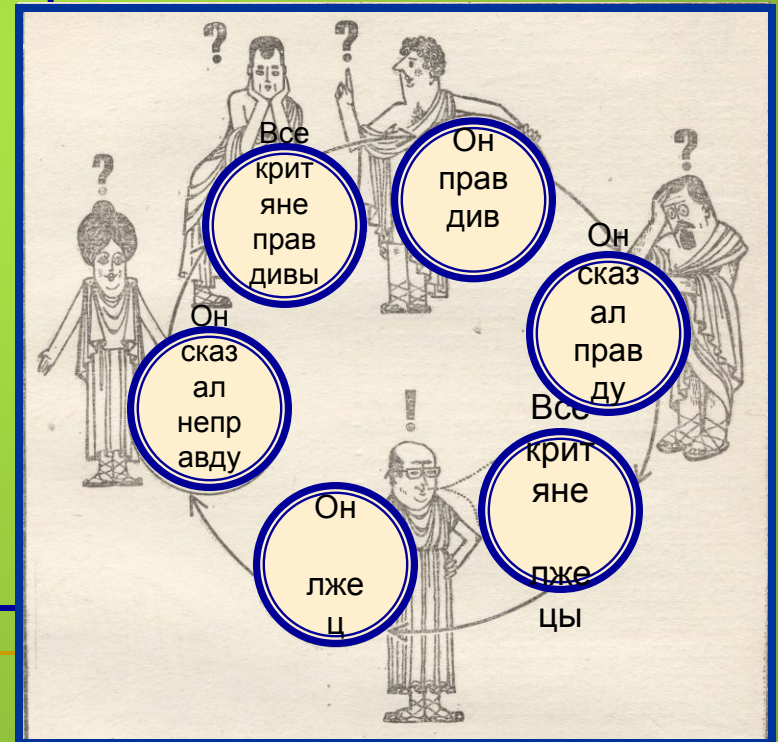 ?
?
?
?
!
Все
крит
яне
прав
дивы
Он
прав
див
Он
сказ
ал
прав
ду
Все
крит
яне
лже
цы
Он
лже
ц
Он
сказ
ал
непр
авду